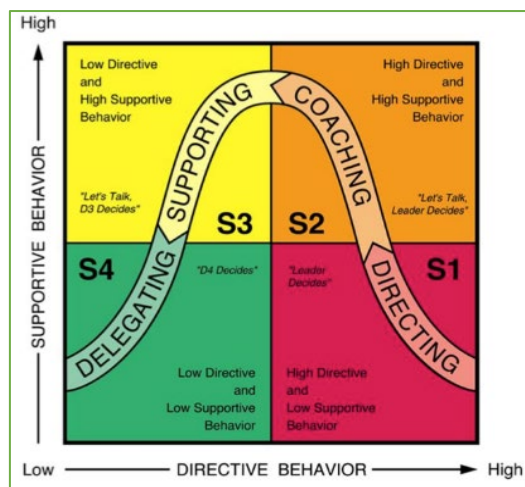 High
SUPPORTIVE BEHAVIOR
Low Directive
and
High Supportive
Behavior
"Let's Talk,
D3 Decides"
SUPPORTING
S3
High Directive
and
High Supportive
Behavior
"Let's Talk,
Leader Decides"
COACHING
S2
S4
"D4 Decides"
DELEGATING
Low Directive
and
Low Supportive
Behavior
"Leader
Decides"
S1
DIRECTING
High Directive
and
Low Supportive
Behavior
Low
DIRECTIVE BEHAVIOR
High